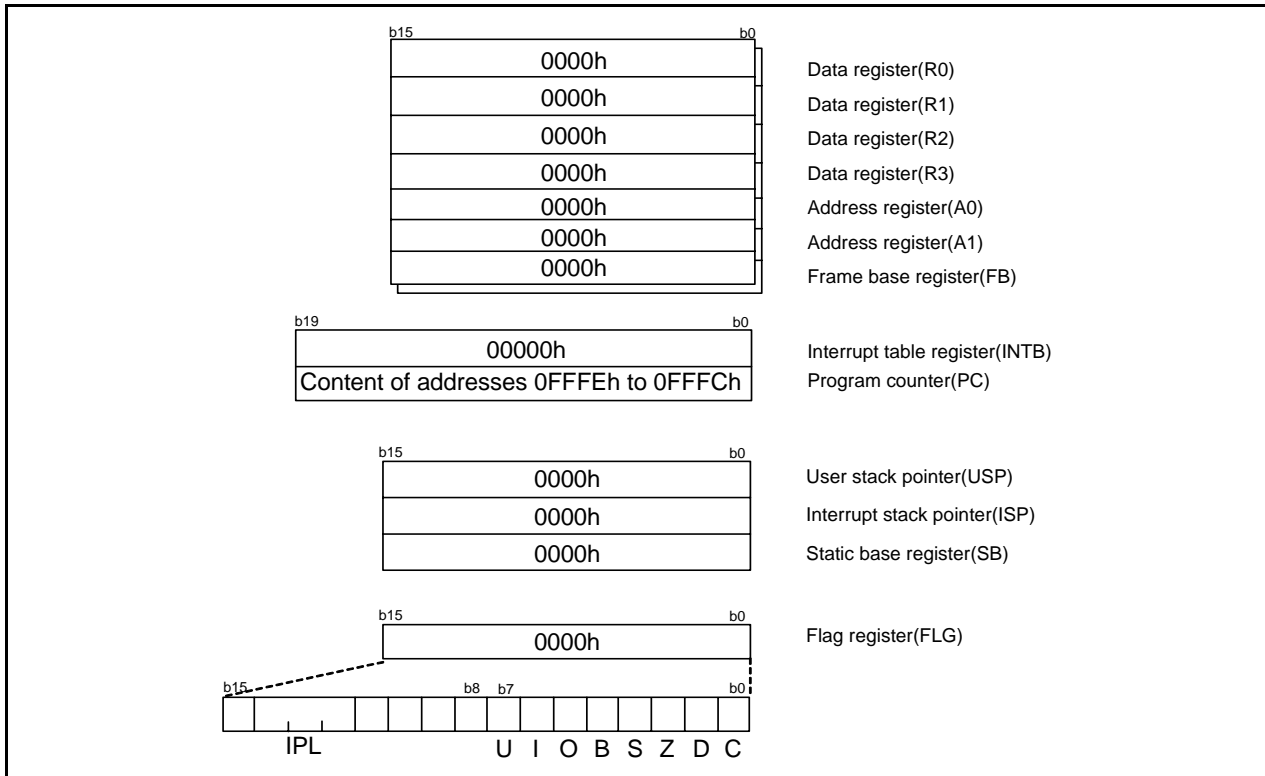 b15 b0
0000h
Data register(R0)
0000h
Data register(R1)
0000h
Data register(R2)
0000h
Data register(R3)
0000h
Address register(A0)
0000h
Address register(A1)
0000h
Frame base register(FB)
b19 b0
00000h
Interrupt table register(INTB)
Content of addresses 0FFFEh to 0FFFCh
Program counter(PC)
b15 b0
0000h
User stack pointer(USP)
0000h
Interrupt stack pointer(ISP)
0000h
Static base register(SB)
b15 b0
0000h
Flag register(FLG)
b15 b8 b7 b0
IPL U I O B S Z D C